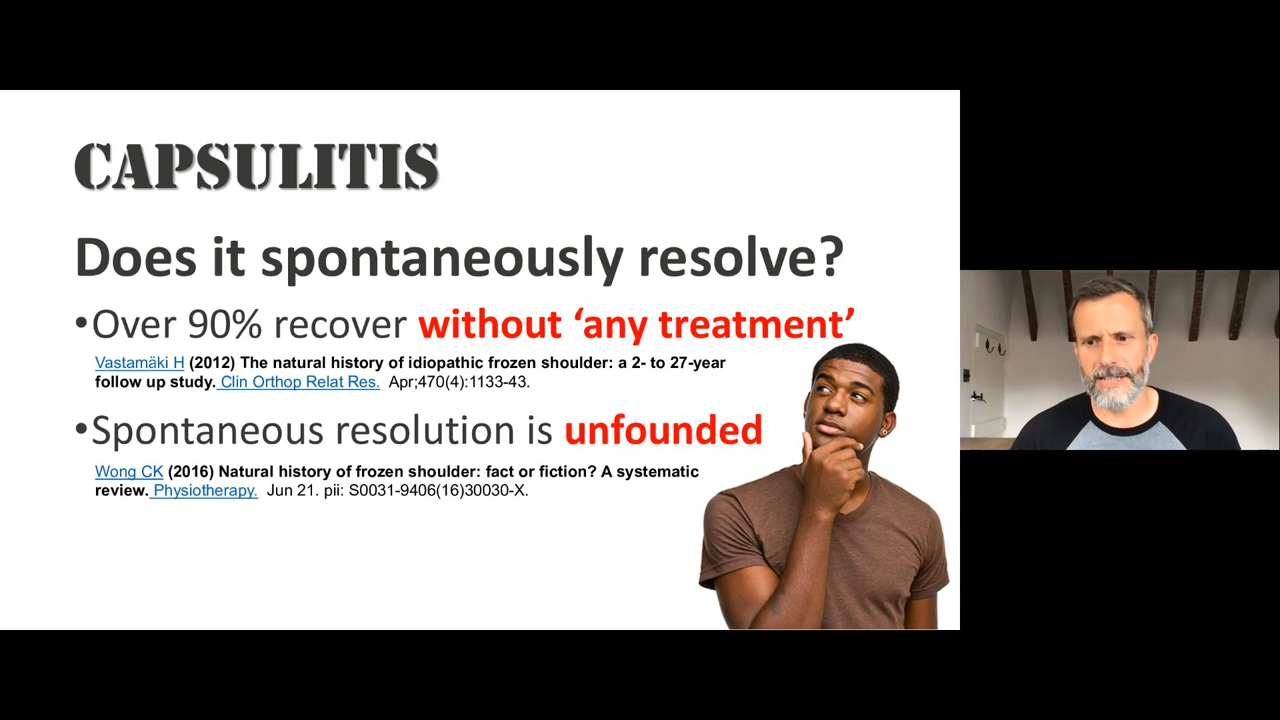 CAPSULITIS
Does it spontaneously resolve?
•Over 90% recover without ‘any treatment’
Vastamäki H (2012) The natural history of idiopathic frozen shoulder: a 2- to 27-year
follow up study. Clin Orthop Relat Res. Apr;470(4):1133-43.
•Spontaneous resolution is unfounded
Wong CK (2016) Natural history of frozen shoulder: fact or fiction? A systematic
review. Physiotherapy. Jun 21. pii: S0031-9406(16)30030-X.